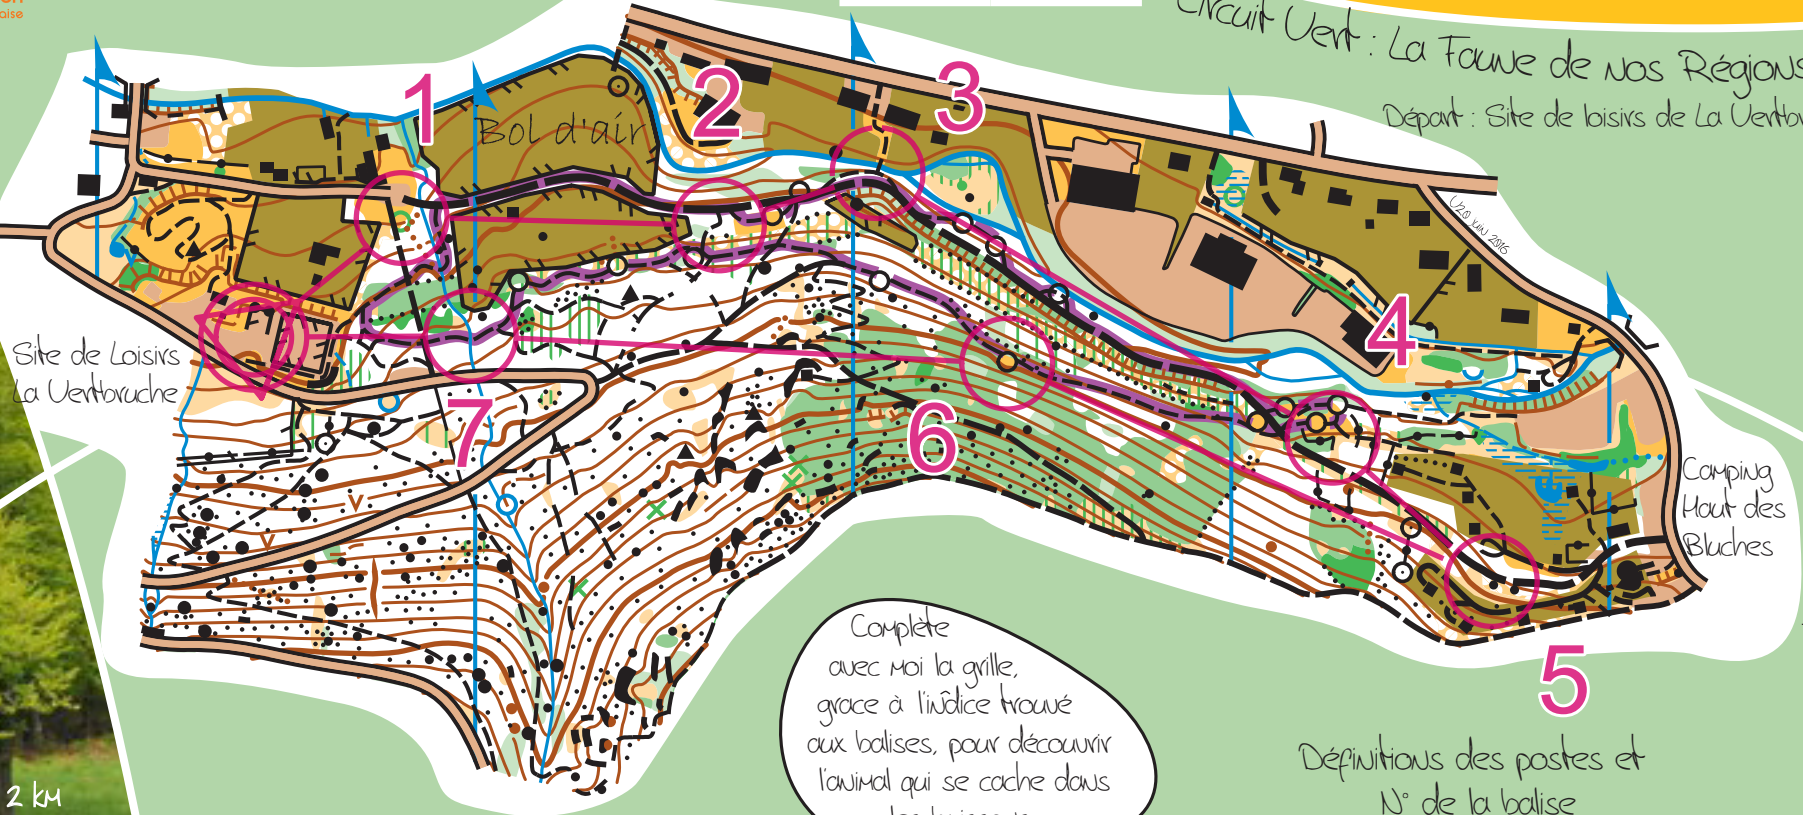 Circuit Vert : La Faune de nos Régions
Départ : Site de loisirs de La
1
2
3
Bol d'air
U20 Juin 2016
4
Site de Loisirs
La Vertbruche
7
6
Camping
Haut des
Bluches
5
Complète
avec moi la grille,
grace à l'indice trouvé
aux balises, pour découvrir
l'animal qui se cache dans
Définitions des postes et
N° de la balise
2 km